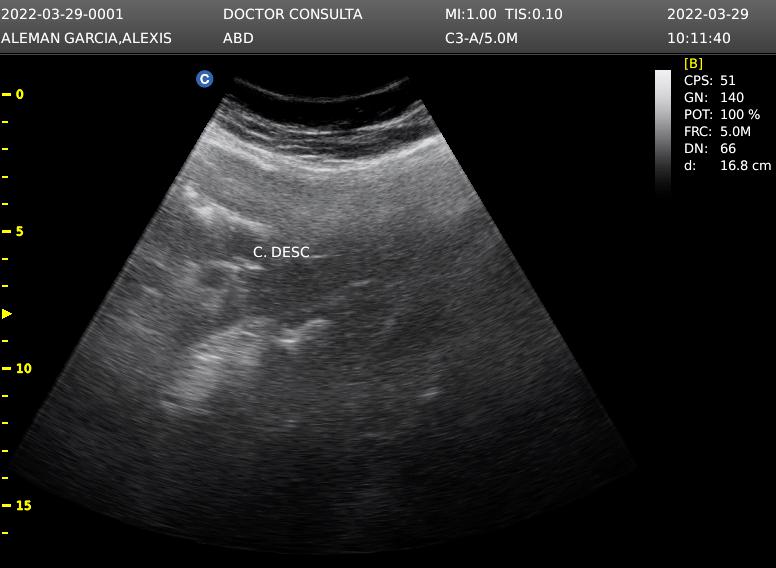 2022-03-29-0001 DOCTOR CONSULTA MI:1.00 TIS:0.10 2022-03-29
ALEMAN GARCIA,ALEXIS ABD C3-A/5.0M 10:11:40
[B]
C
CPS: 51
0
GN: 140
POT: 100 %
FRC: 5.0M
DN: 66
d: 16.8 cm
5
C. DESC
10
15